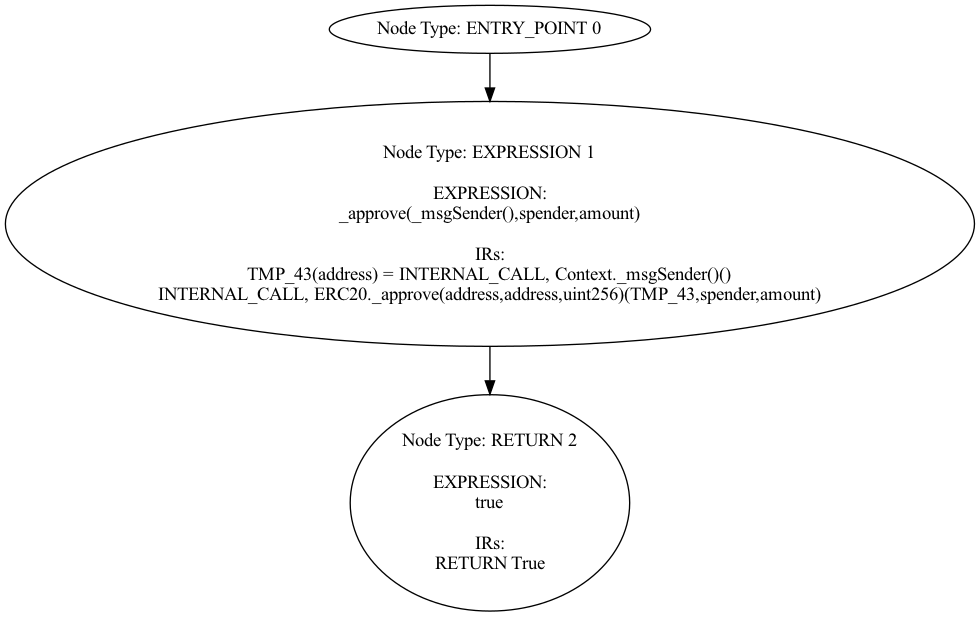 Node Type: ENTRY_POINT 0
Node Type: EXPRESSION 1
EXPRESSION:
_approve(_msgSender(),spender,amount)
IRs:
TMP_43(address) = INTERNAL_CALL, Context._msgSender()()
INTERNAL_CALL, ERC20._approve(address,address,uint256)(TMP_43,spender,amount)
Node Type: RETURN 2
EXPRESSION:
true
IRs:
RETURN True